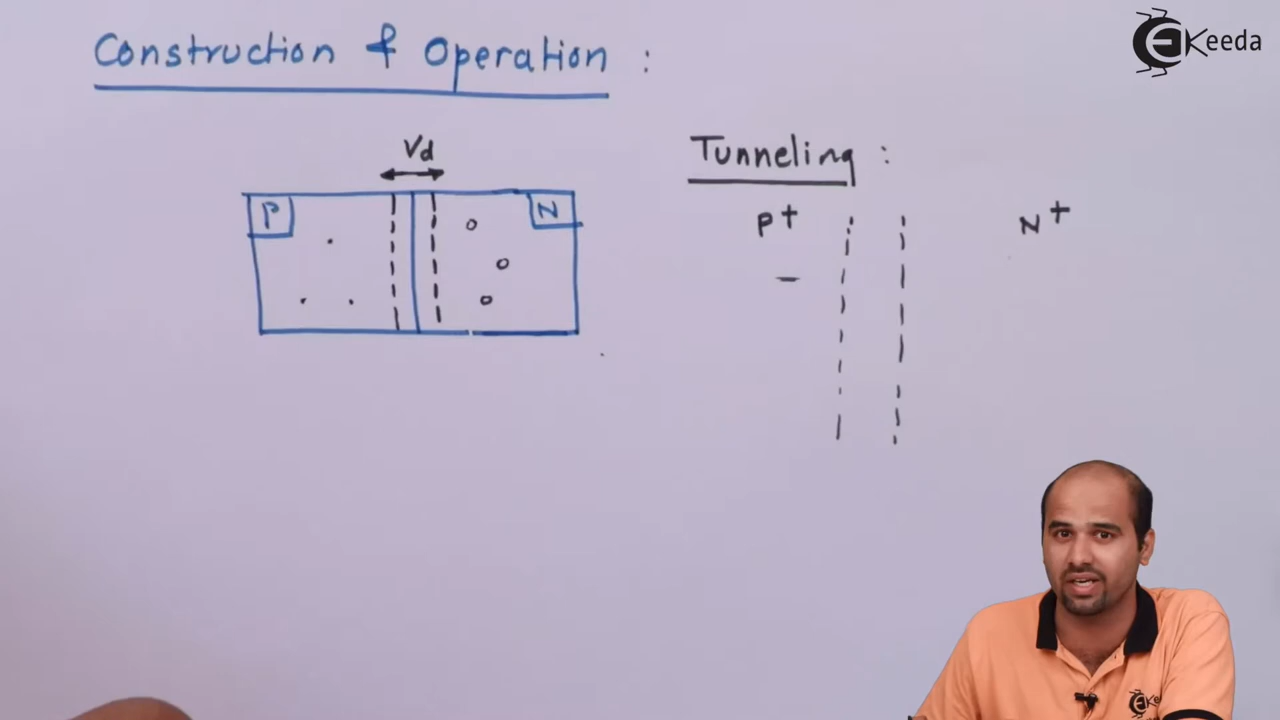 Construction & Operation :
EKeeda
Vd
P
N
Tunneling :
P+
N+
-